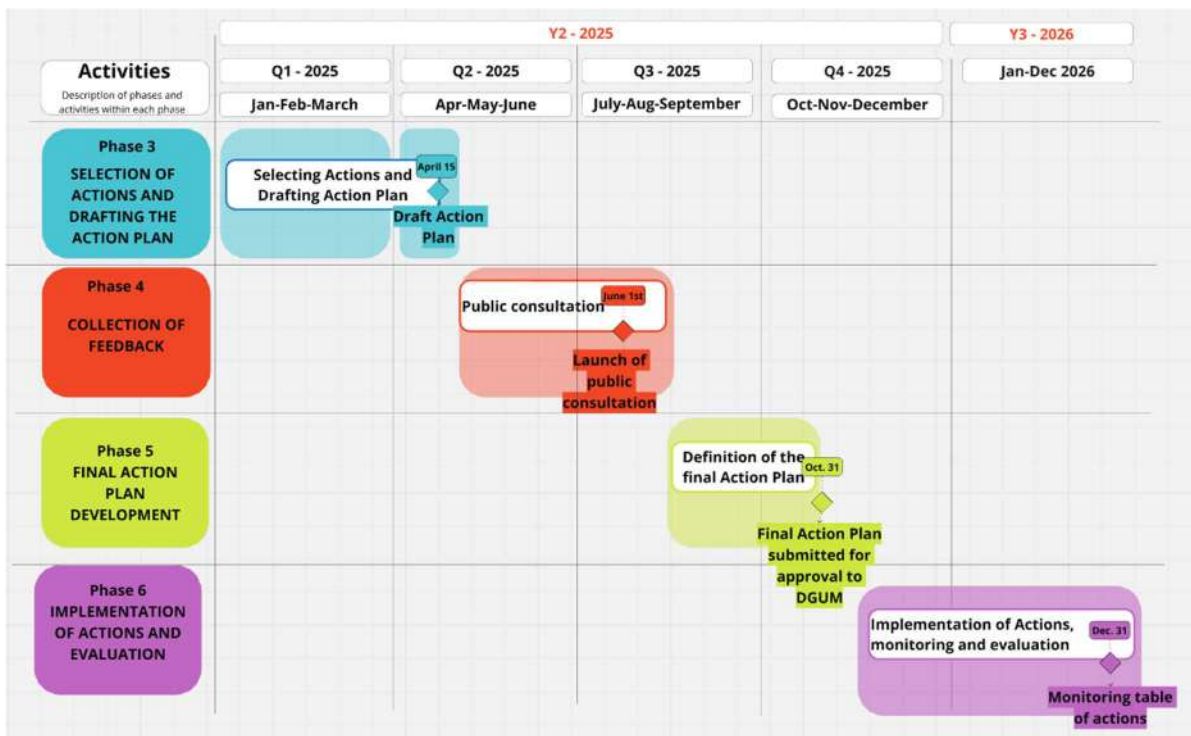 Y2 - 2025
Y3 - 2026
Activities
Description of phases and
activities within each phase
Q1 - 2025
Q2 - 2025
Q3 - 2025
Q4 - 2025
Jan-Dec 2026
Jan-Feb-March
Apr-May-June
July-Aug-September
Oct-Nov-December
Phase 3
SELECTION OF
ACTIONS AND
DRAFTING THE
ACTION PLAN
Selecting Actions and
Drafting Action Plan
April 15
Draft Action
Plan
Phase 4
COLLECTION OF
FEEDBACK
Public consultation
June 1st
Launch of
public
consultation
Phase 5
FINAL ACTION
PLAN
DEVELOPMENT
Definition of the
final Action Plan
Oct. 31
Final Action Plan
submitted for
approval to
DGUM
Phase 6
IMPLEMENTATION
OF ACTIONS AND
EVALUATION
Implementation of Actions,
monitoring and evaluation
Dec. 31
Monitoring table
of actions